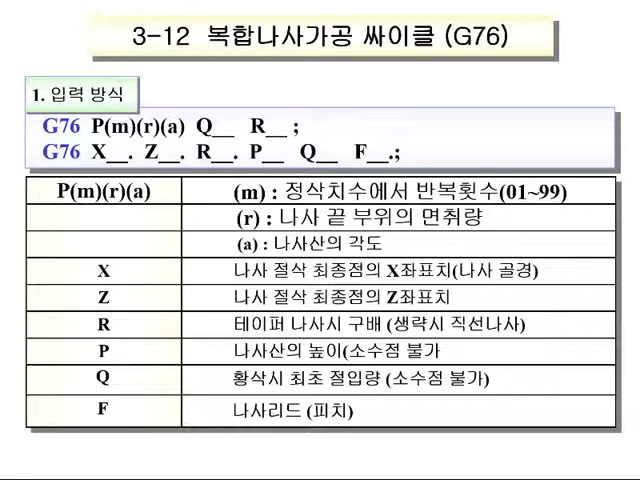 3-12 복합나사가공 싸이클 (G76)
1. 입력 방식
G76 P(m)(r)(a) Q__ R__ ;
G76 X__. Z__. R__. P__ Q__ F__.;
P(m)(r)(a) (m) : 정삭치수에서 반복횟수(01~99)
(r) : 나사 끝 부위의 면취량
(a) : 나사산의 각도
X 나사 절삭 최종점의 X좌표치(나사 골경)
Z 나사 절삭 최종점의 Z좌표치
R 테이퍼 나사시 구배 (생략시 직선나사)
P 나사산의 높이(소수점 불가
Q 황삭시 최초 절입량 (소수점 불가)
F 나사리드 (피치)